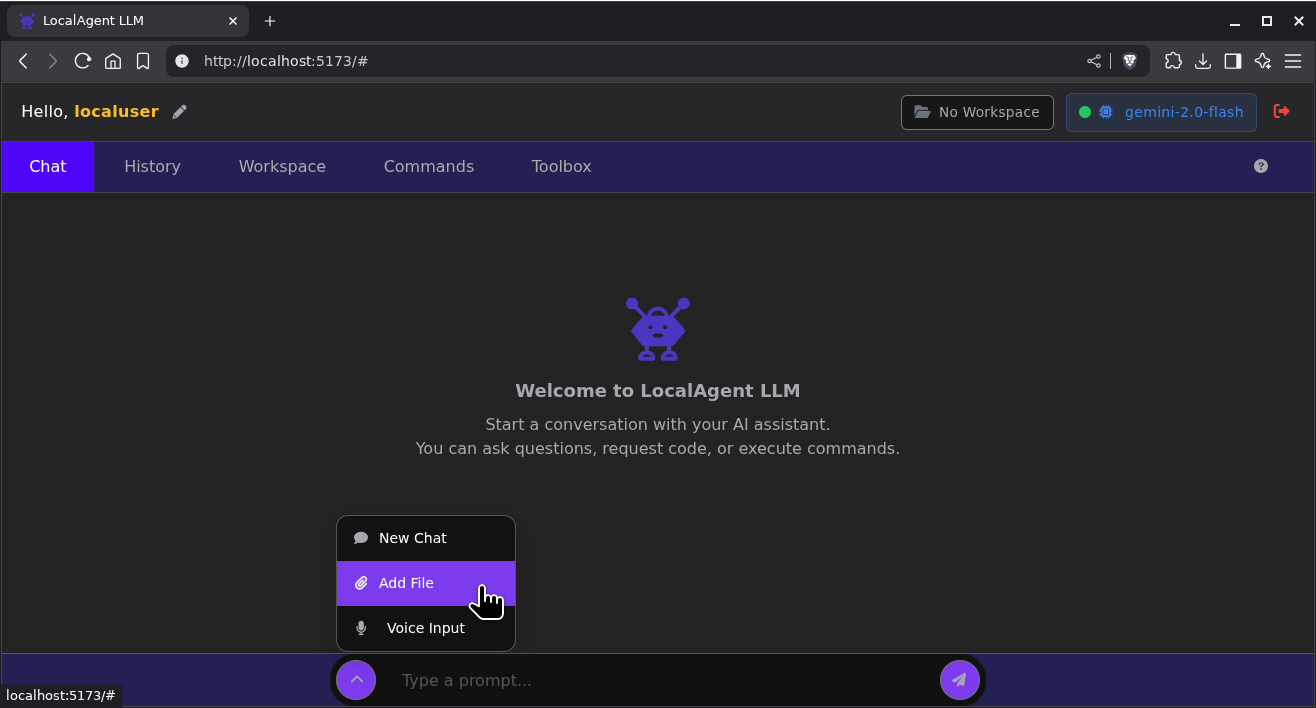 LocalAgent LLM
http://localhost:5173/#
Hello, localuser
No Workspace
gemini-2.0-flash
Chat
History
Workspace
Commands
Toolbox
Welcome to LocalAgent LLM
Start a conversation with your AI assistant.
You can ask questions, request code, or execute commands.
New Chat
Add File
Voice Input
Type a prompt...
localhost:5173/#